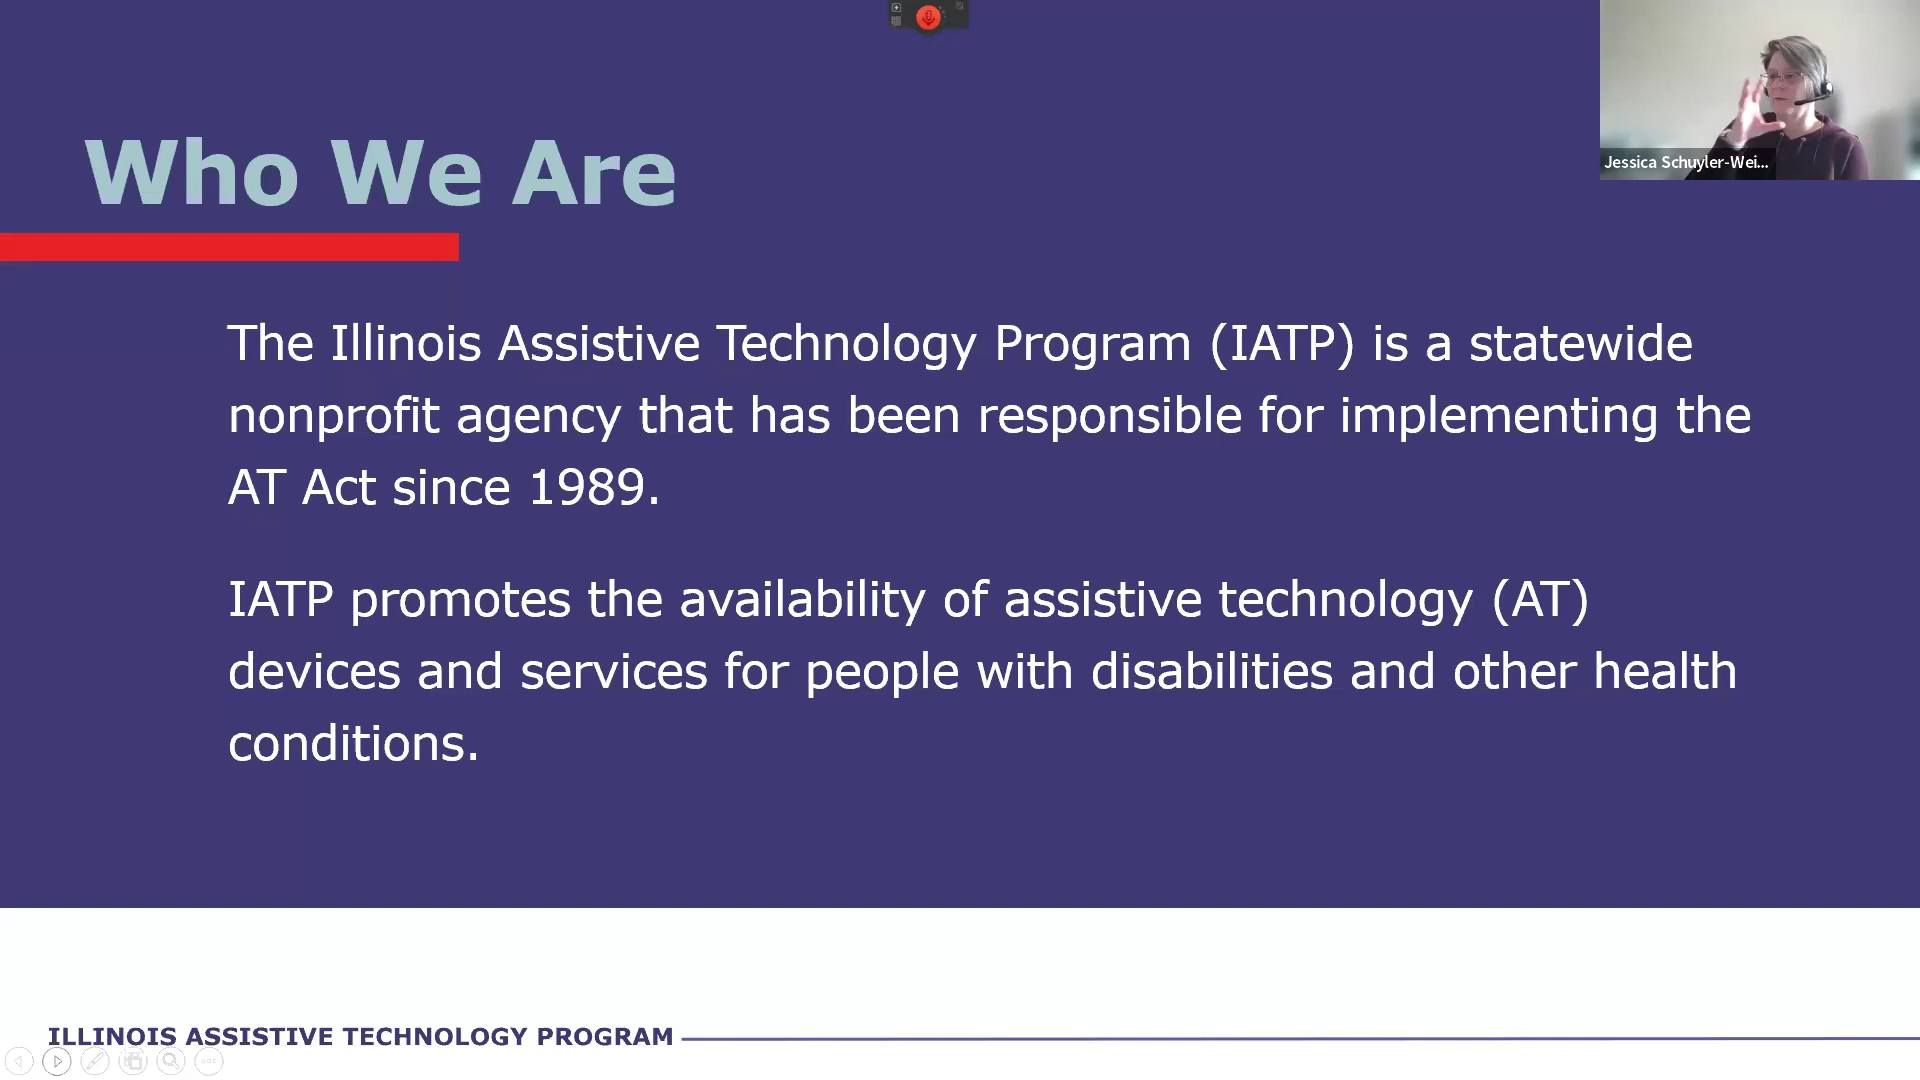 Jessica Schuyler-Wei...
Who We Are
The Illinois Assistive Technology Program (IATP) is a statewide
nonprofit agency that has been responsible for implementing the
AT Act since 1989.
IATP promotes the availability of assistive technology (AT)
devices and services for people with disabilities and other health
conditions.
ILLINOIS ASSISTIVE TECHNOLOGY PROGRAM